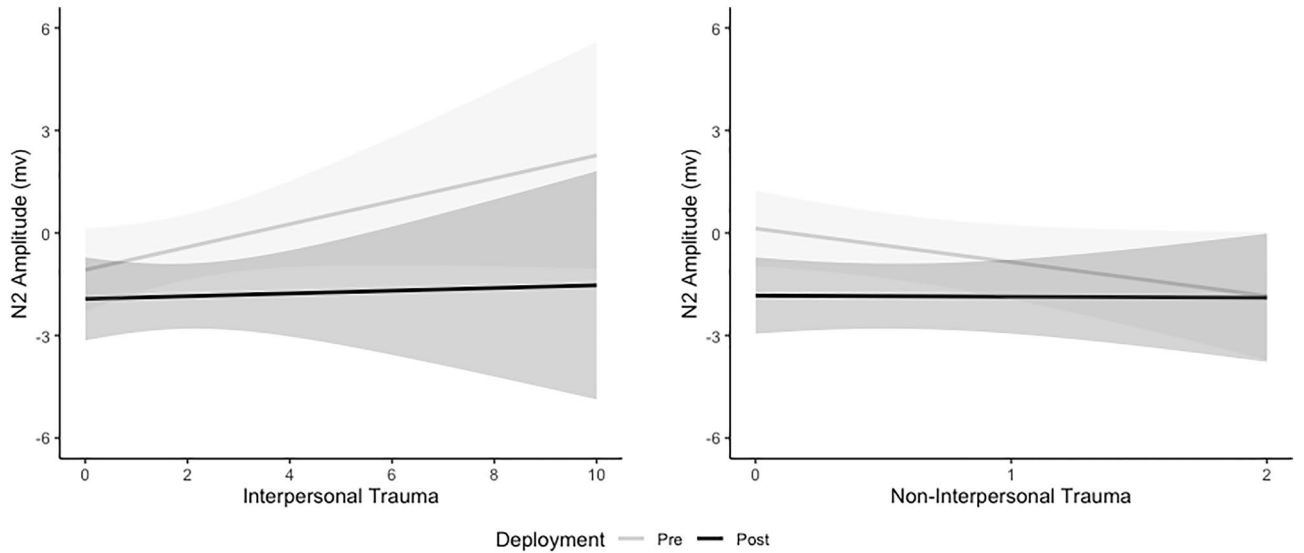 6
3
0
-3
-6
N2 Amplitude (mv)
0 2 4 6 8 10
Interpersonal Trauma
6
3
0
-3
-6
N2 Amplitude (mv)
0 1 2
Non-Interpersonal Trauma
Deployment Pre Post